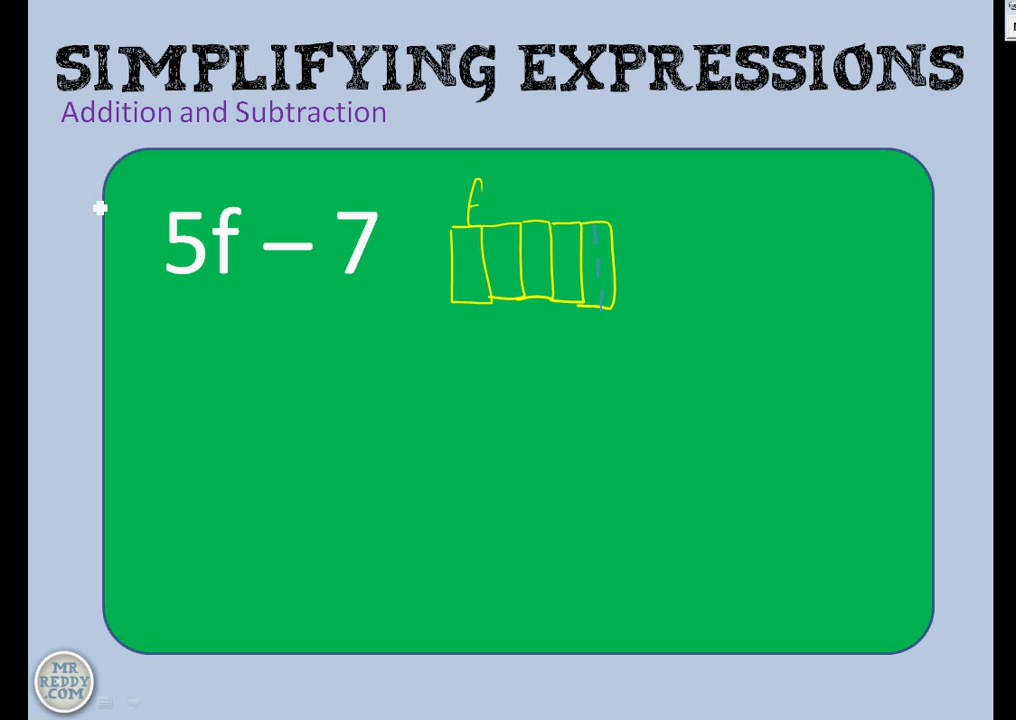 SIMPLIFYING EXPRESSIONS
Addition and Subtraction
5f – 7
f
MR
REDDY
.COM